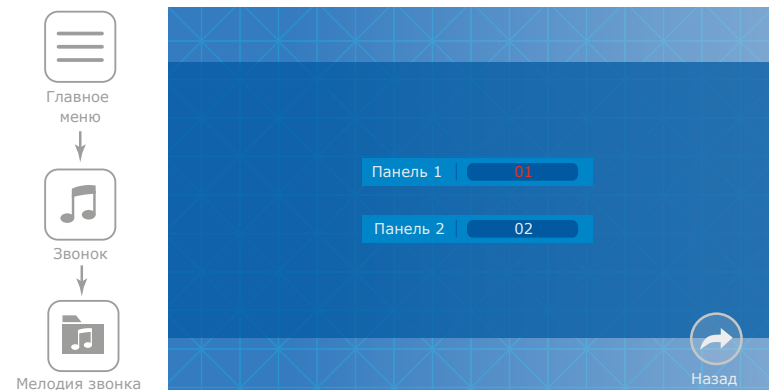 Главное
меню
Звонок
Мелодия звонка
Панель 1 01
Панель 2 02
Назад